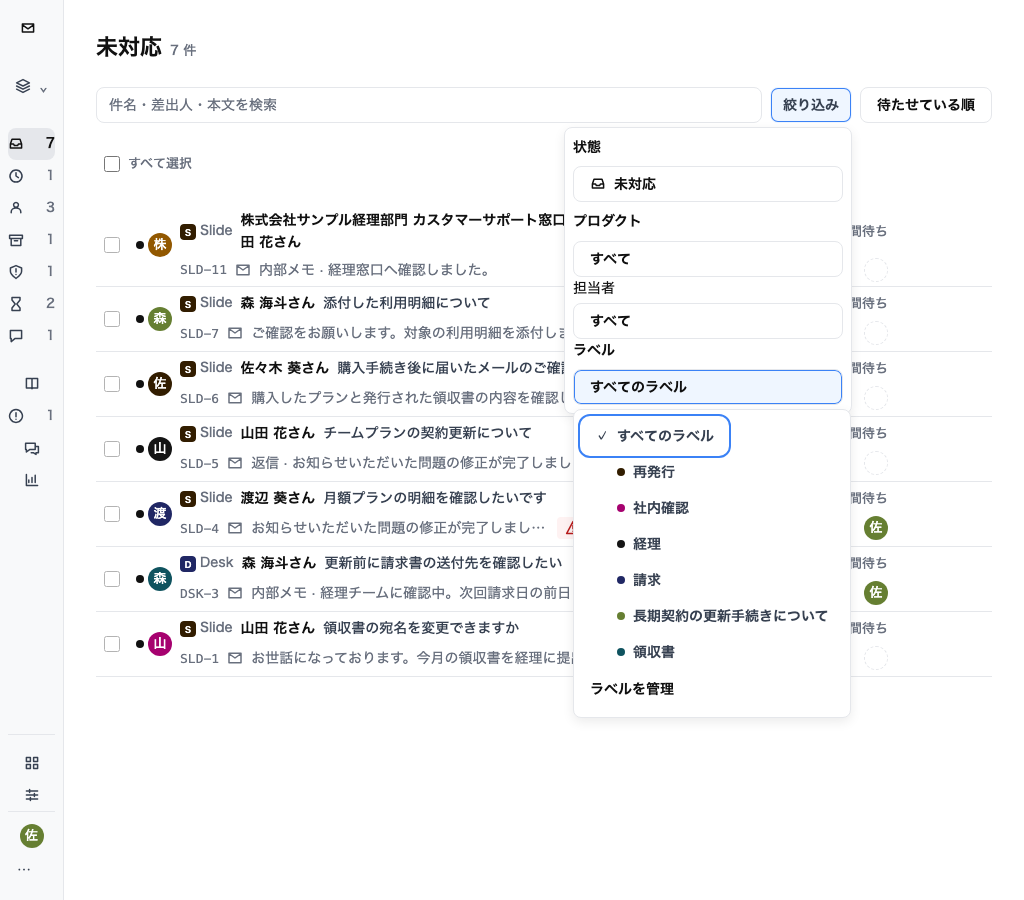 未対応 7 件
件名・差出人・本文を検索
絞り込み
待たせている順
7
1
3
1
1
2
1
1
佐
…
すべて選択
株
S Slide 株式会社サンプル経理部門 カスタマーサポート窓口
田 花さん
間待ち
SLD-11 内部メモ · 経理窓口へ確認しました。
森
S Slide 森 海斗さん 添付した利用明細について
SLD-7 ご確認をお願いします。対象の利用明細を添付し
佐
S Slide 佐々木 葵さん 購入手続き後に届いたメールのご確
間待ち
SLD-6 購入したプランと発行された領収書の内容を確認し
山
S Slide 山田 花さん チームプランの契約更新について
間待ち
SLD-5 返信 · お知らせいただいた問題の修正が完了しまし
渡
S Slide 渡辺 葵さん 月額プランの明細を確認したいです
間待ち
SLD-4 お知らせいただいた問題の修正が完了しまし…
佐
森
D Desk 森 海斗さん 更新前に請求書の送付先を確認したい
間待ち
DSK-3 内部メモ · 経理チームに確認中。次回請求日の前日
佐
山
S Slide 山田 花さん 領収書の宛名を変更できますか
間待ち
SLD-1 お世話になっております。今月の領収書を経理に提
状態
未対応
プロダクト
すべて
担当者
すべて
ラベル
すべてのラベル
✓ すべてのラベル
再発行
社内確認
経理
請求
長期契約の更新手続きについて
領収書
ラベルを管理